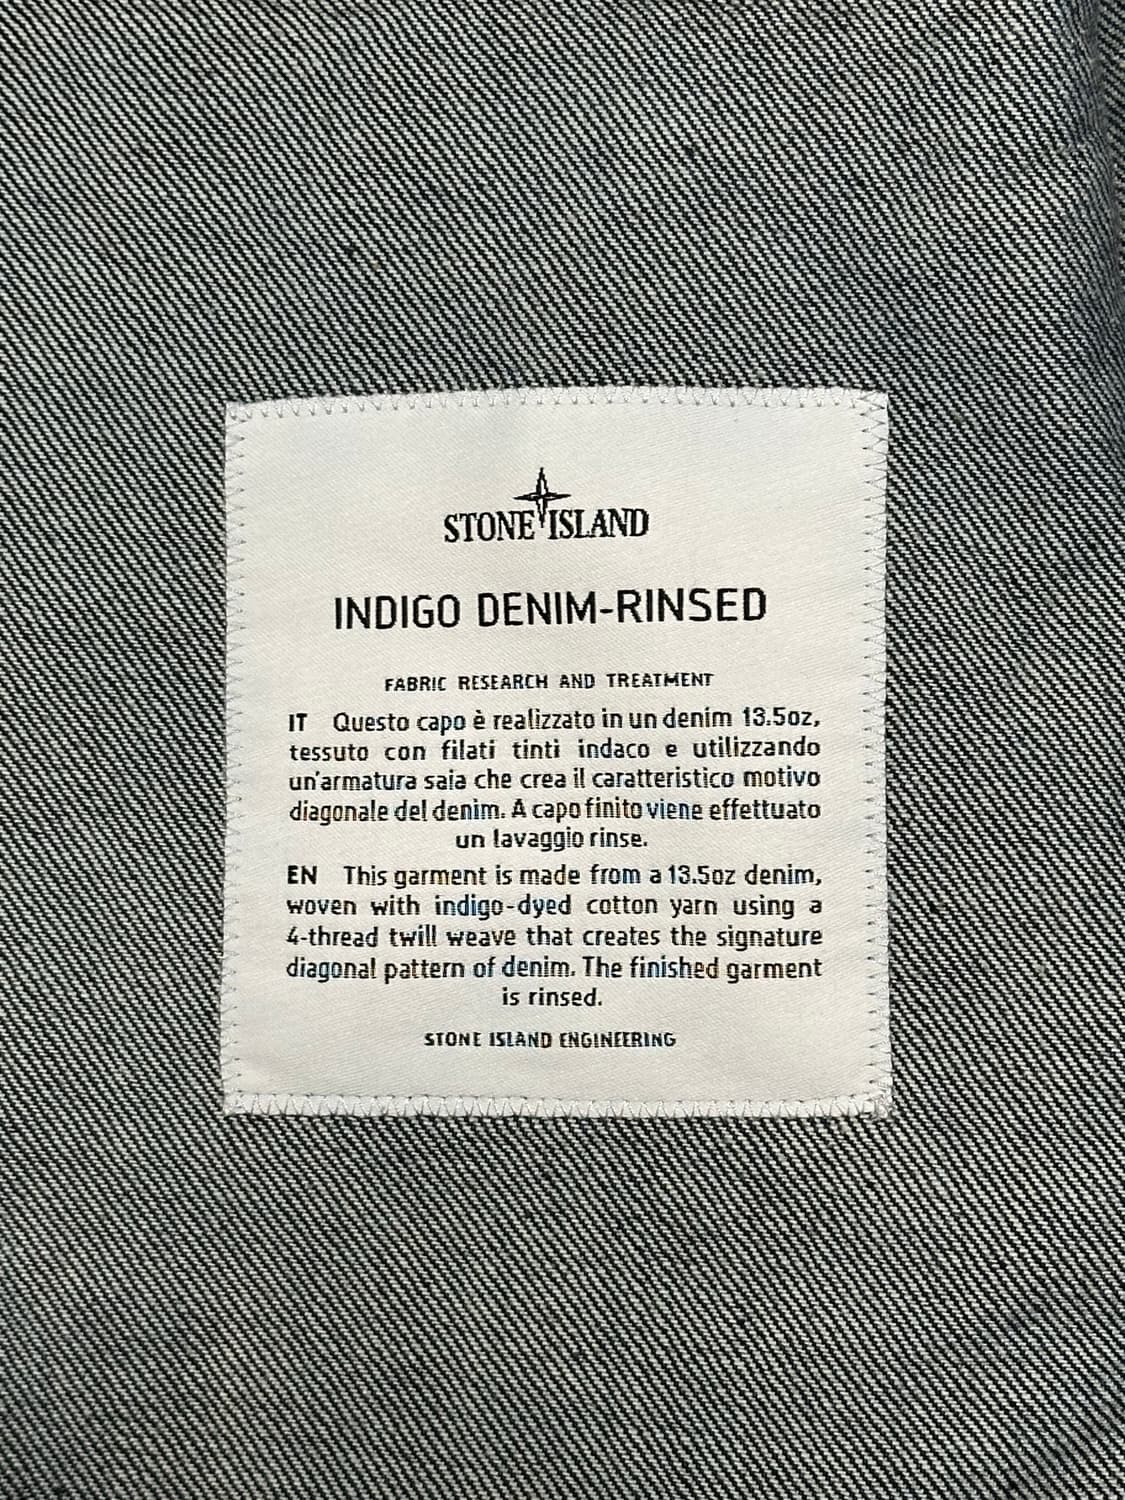 STONE ISLAND
INDIGO DENIM-RINSED
FABRIC RESEARCH AND TREATMENT
IT Questo capo è realizzato in un denim 13.5oz,
tessuto con filati tinti indaco e utilizzando
un'armatura saia che crea il caratteristico motivo
diagonale del denim. A capo finito viene effettuato
un lavaggio rinse.
EN This garment is made from a 13.5oz denim,
woven with indigo-dyed cotton yarn using a
4-thread twill weave that creates the signature
diagonal pattern of denim. The finished garment
is rinsed.
STONE ISLAND ENGINEERING